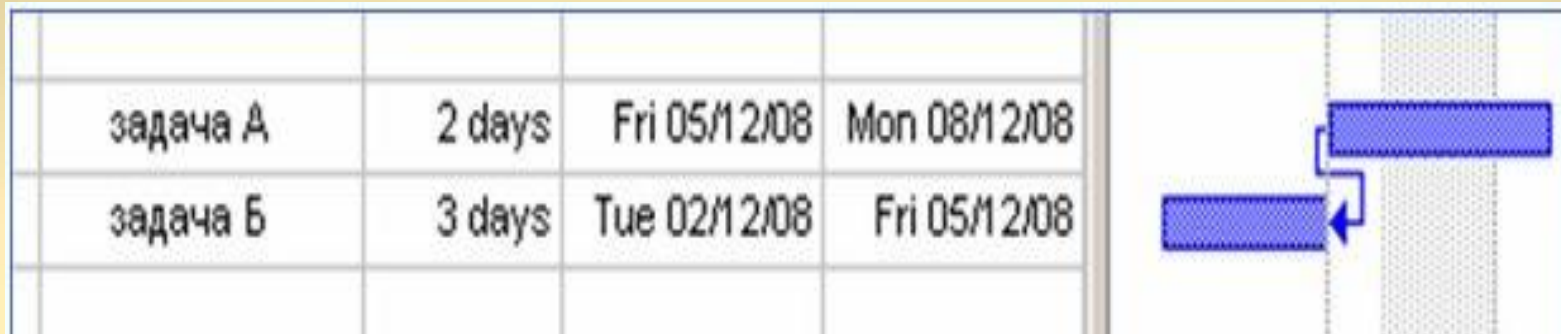 задача А 2 days Fri 05/12/08 Mon 08/12/08
задача Б 3 days Tue 02/12/08 Fri 05/12/08